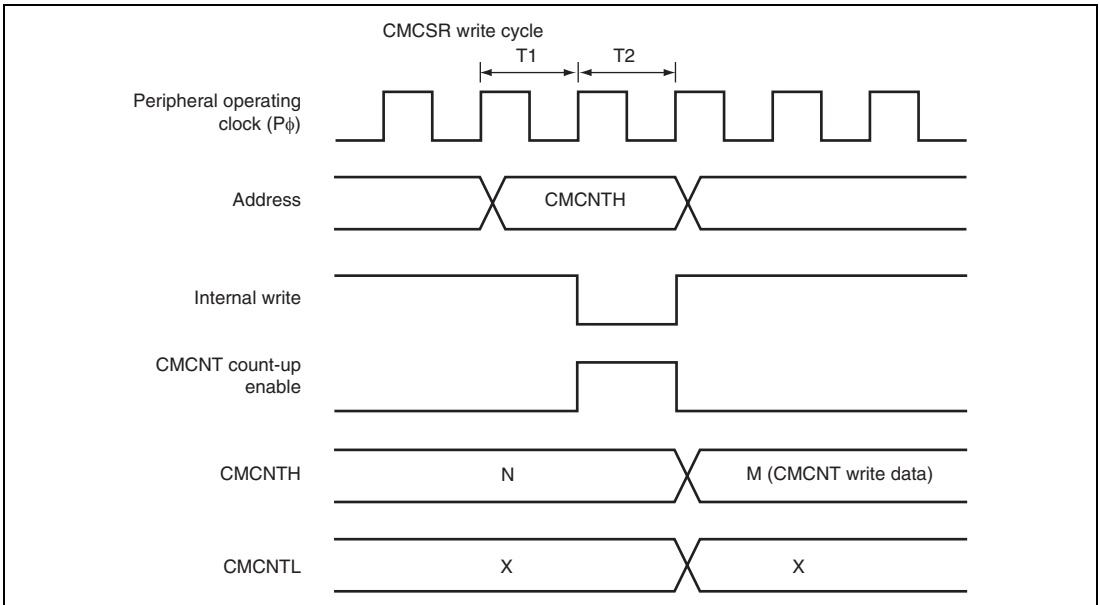 CMCSR write cycle
T1 T2
Peripheral operating
clock (Pϕ)
Address CMCNTH
Internal write
CMCNT count-up
enable
CMCNTH N M (CMCNT write data)
CMCNTL X X